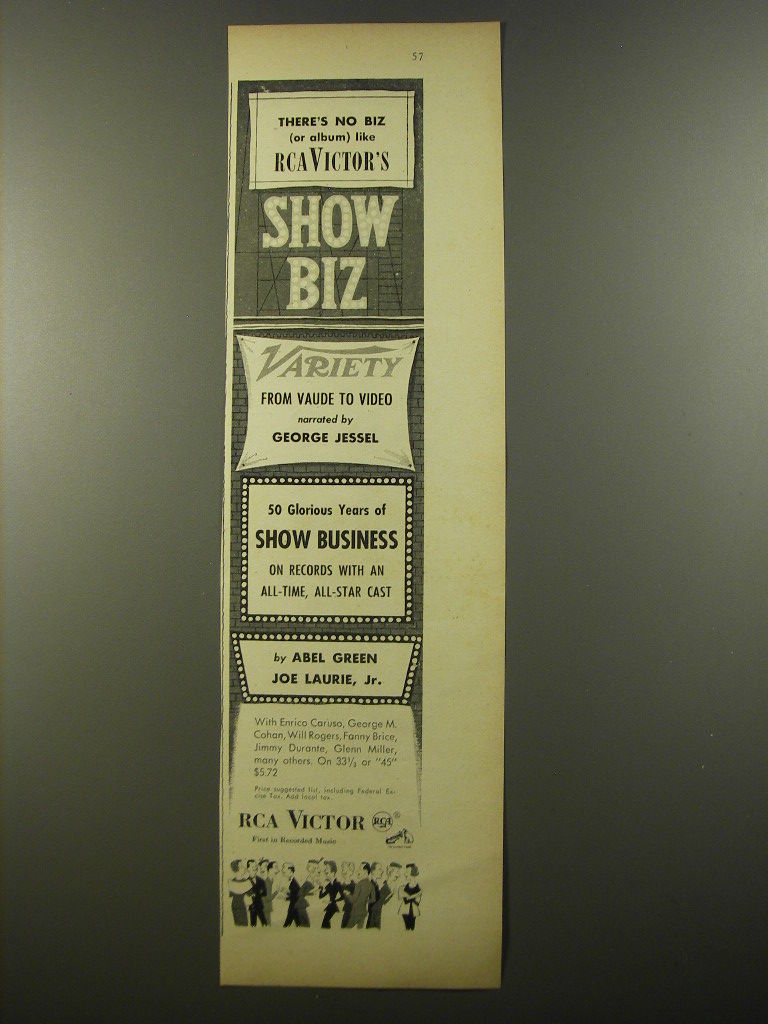 57
THERE'S NO BIZ
(or album) like
RCA VICTOR'S
SHOW
BIZ
VARIETY
FROM VAUDE TO VIDEO
narrated by
GEORGE JESSEL
50 Glorious Years of
SHOW BUSINESS
ON RECORDS WITH AN
ALL-TIME, ALL-STAR CAST
by ABEL GREEN
JOE LAURIE, Jr.
With Enrico Caruso, George M.
Cohan, Will Rogers, Fanny Brice,
Jimmy Durante, Glenn Miller,
many others. On 33⅓ or "45"
$5.72
Price suggested list, including Federal Ex-
cise Tax. Add local tax.
RCA VICTOR RCA ®
First in Recorded Music